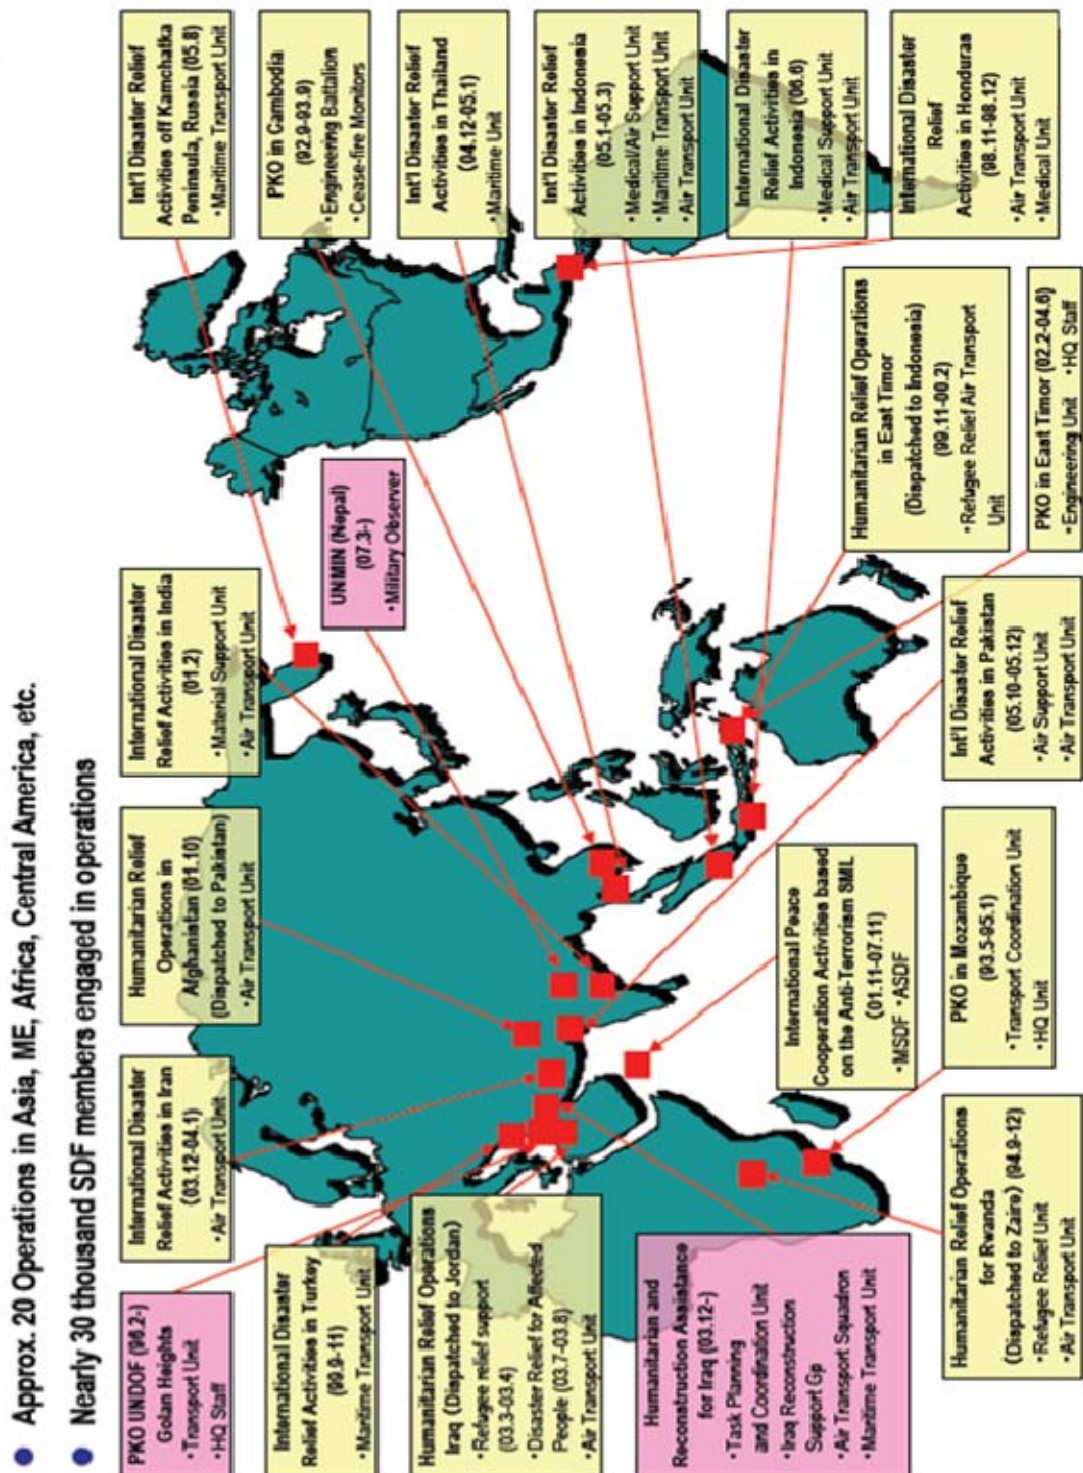 ● Approx. 20 Operations in Asia, ME, Africa, Central America, etc.
● Nearly 30 thousand SDF members engaged in operations
PKO UNDOF (96.2-)
Golan Heights
・Transport Unit
・HQ Staff
International Disaster
Relief Activities in Iran
(03.12-04.1)
・Air Transport Unit
Humanitarian Relief
Operations in
Afghanistan (01.10)
(Dispatched to Pakistan)
・Air Transport Unit
International Disaster
Relief Activities in India
(01.2)
・Material Support Unit
・Air Transport Unit
Int'l Disaster Relief
Activities off Kamchatka
Peninsula, Russia (05.8)
・Maritime Transport Unit
PKO in Cambodia
(92.9-93.9)
・Engineering Battalion
・Cease-fire Monitors
Int'l Disaster Relief
Activities in Thailand
(04.12-05.1)
・Maritime Unit
Int'l Disaster Relief
Activities in Indonesia
(05.1-05.3)
・Medical/Air Support Unit
・Maritime Transport Unit
・Air Transport Unit
International Disaster
Relief Activities in
Indonesia (06.6)
・Medical Support Unit
・Air Transport Unit
International Disaster
Relief
Activities in Honduras
(98.11-98.12)
・Air Transport Unit
・Medical Unit
UNMIN (Nepal)
(07.3-)
・Military Observer
International Disaster
Relief Activities in Turkey
(99.9-11)
・Maritime Transport Unit
Humanitarian Relief Operations
Iraq (Dispatched to Jordan)
・Refugee relief support
(03.3-03.4)
・Disaster Relief for Affected
People (03.7-03.8)
・Air Transport Unit
Humanitarian and
Reconstruction Assistance
for Iraq (03.12-)
・Task Planning
and Coordination Unit
・Iraq Reconstruction
Support Gp
・Air Transport Squadron
・Maritime Transport Unit
International Peace
Cooperation Activities based
on the Anti-Terrorism SML
(01.11-07.11)
・MSDF ・ASDF
Humanitarian Relief Operations
in East Timor
(Dispatched to Indonesia)
(99.11-00.2)
・Refugee Relief Air Transport
Unit
PKO in East Timor (02.2-04.6)
・Engineering Unit ・HQ Staff
Humanitarian Relief Operations
for Rwanda
(Dispatched to Zaire) (94.9-12)
・Refugee Relief Unit
・Air Transport Unit
PKO in Mozambique
(93.5-95.1)
・Transport Coordination Unit
・HQ Unit
Int'l Disaster Relief
Activities in Pakistan
(05.10-05.12)
・Air Support Unit
・Air Transport Unit